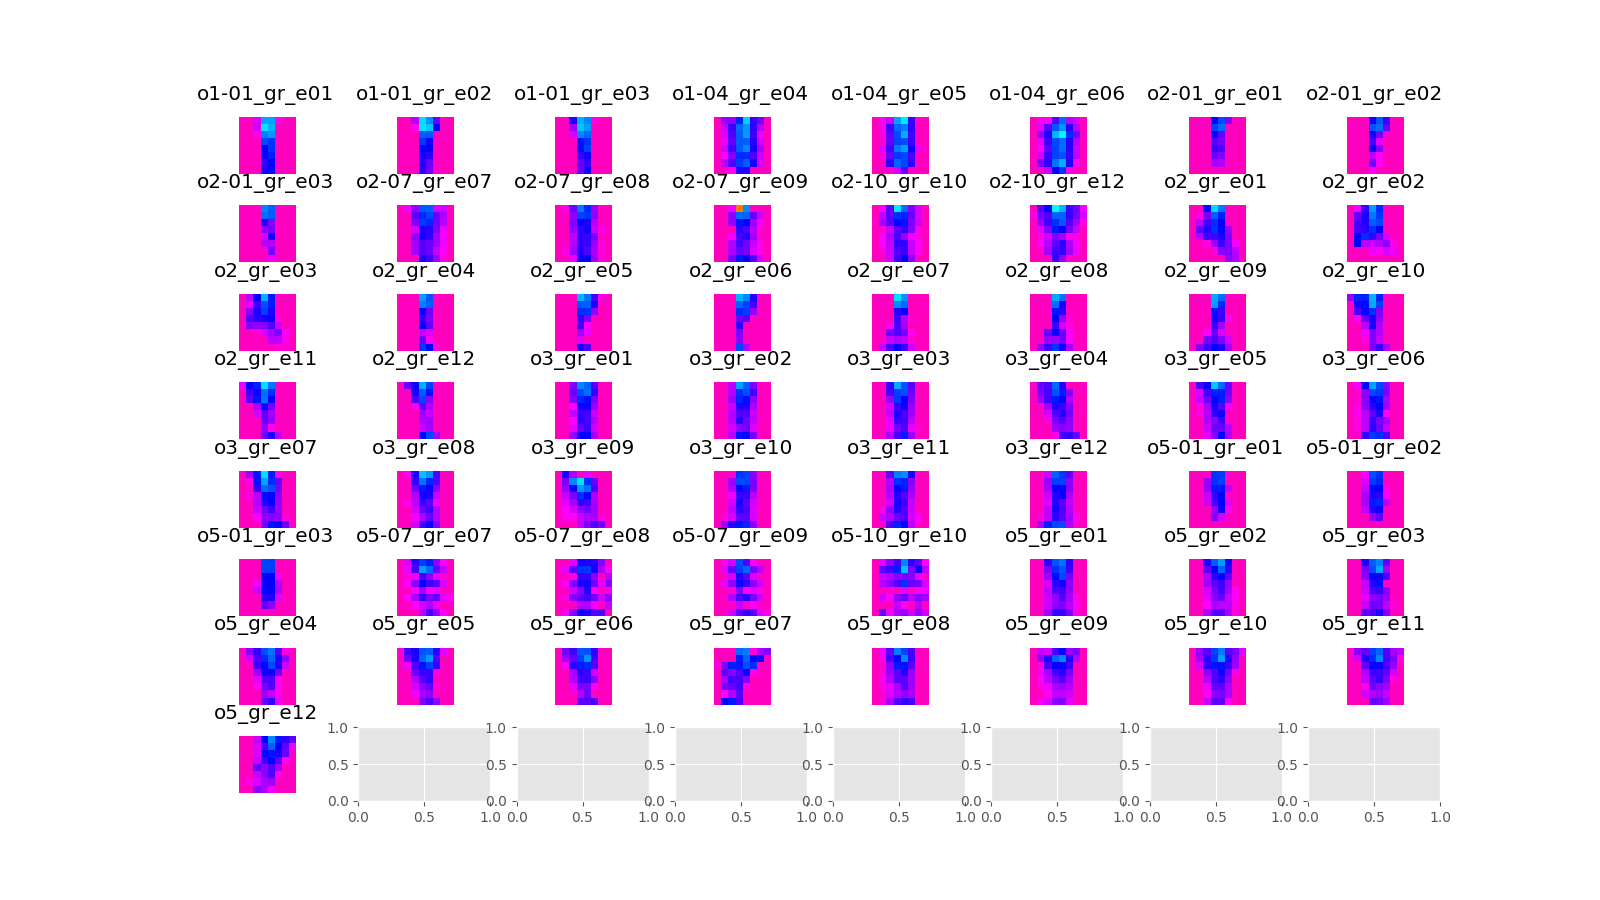 o1-01_gr_e01 o1-01_gr_e02 o1-01_gr_e03 o1-04_gr_e04 o1-04_gr_e05 o1-04_gr_e06 o2-01_gr_e01 o2-01_gr_e02
o2-01_gr_e03 o2-07_gr_e07 o2-07_gr_e08 o2-07_gr_e09 o2-10_gr_e10 o2-10_gr_e12 o2_gr_e01 o2_gr_e02
o2_gr_e03 o2_gr_e04 o2_gr_e05 o2_gr_e06 o2_gr_e07 o2_gr_e08 o2_gr_e09 o2_gr_e10
o2_gr_e11 o2_gr_e12 o3_gr_e01 o3_gr_e02 o3_gr_e03 o3_gr_e04 o3_gr_e05 o3_gr_e06
o3_gr_e07 o3_gr_e08 o3_gr_e09 o3_gr_e10 o3_gr_e11 o3_gr_e12 o5-01_gr_e01 o5-01_gr_e02
o5-01_gr_e03 o5-07_gr_e07 o5-07_gr_e08 o5-07_gr_e09 o5-10_gr_e10 o5_gr_e01 o5_gr_e02 o5_gr_e03
o5_gr_e04 o5_gr_e05 o5_gr_e06 o5_gr_e07 o5_gr_e08 o5_gr_e09 o5_gr_e10 o5_gr_e11
o5_gr_e12
1.0 1.0 1.0 1.0 1.0 1.0 1.0
0.5 0.5 0.5 0.5 0.5 0.5 0.5
0.0 0.0 0.0 0.0 0.0 0.0 0.0
0.0 0.5 1.0 0.0 0.5 1.0 0.0 0.5 1.0 0.0 0.5 1.0 0.0 0.5 1.0 0.0 0.5 1.0 0.0 0.5 1.0